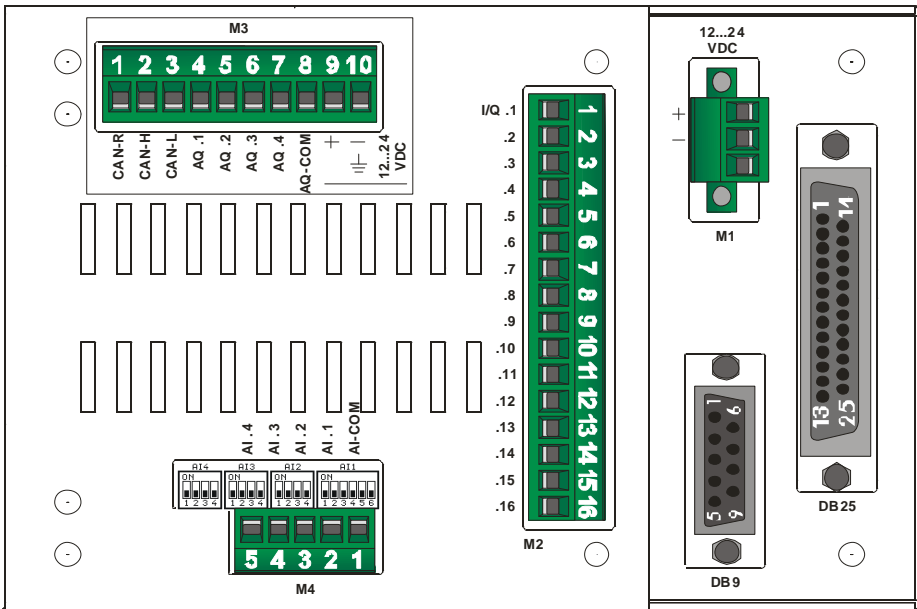 M3
1 2 3 4 5 6 7 8 9 10
CAN-R
CAN-H
CAN-L
AQ .1
AQ .2
AQ .3
AQ .4
AQ-COM
+ −
12...24
VDC
I/Q .1
.2
.3
.4
.5
.6
.7
.8
.9
.10
.11
.12
.13
.14
.15
.16
1
2
3
4
5
6
7
8
9
10
11
12
13
14
15
16
M2
AI .4
AI .3
AI .2
AI .1
AI-COM
AI4 AI3 AI2 AI1
ON ON ON ON
1 2 3 4 1 2 3 4 1 2 3 4 1 2 3 4 5 6
5 4 3 2 1
M4
12...24
VDC
+
−
M1
1 14
13 25
DB25
1 6
5 9
DB9